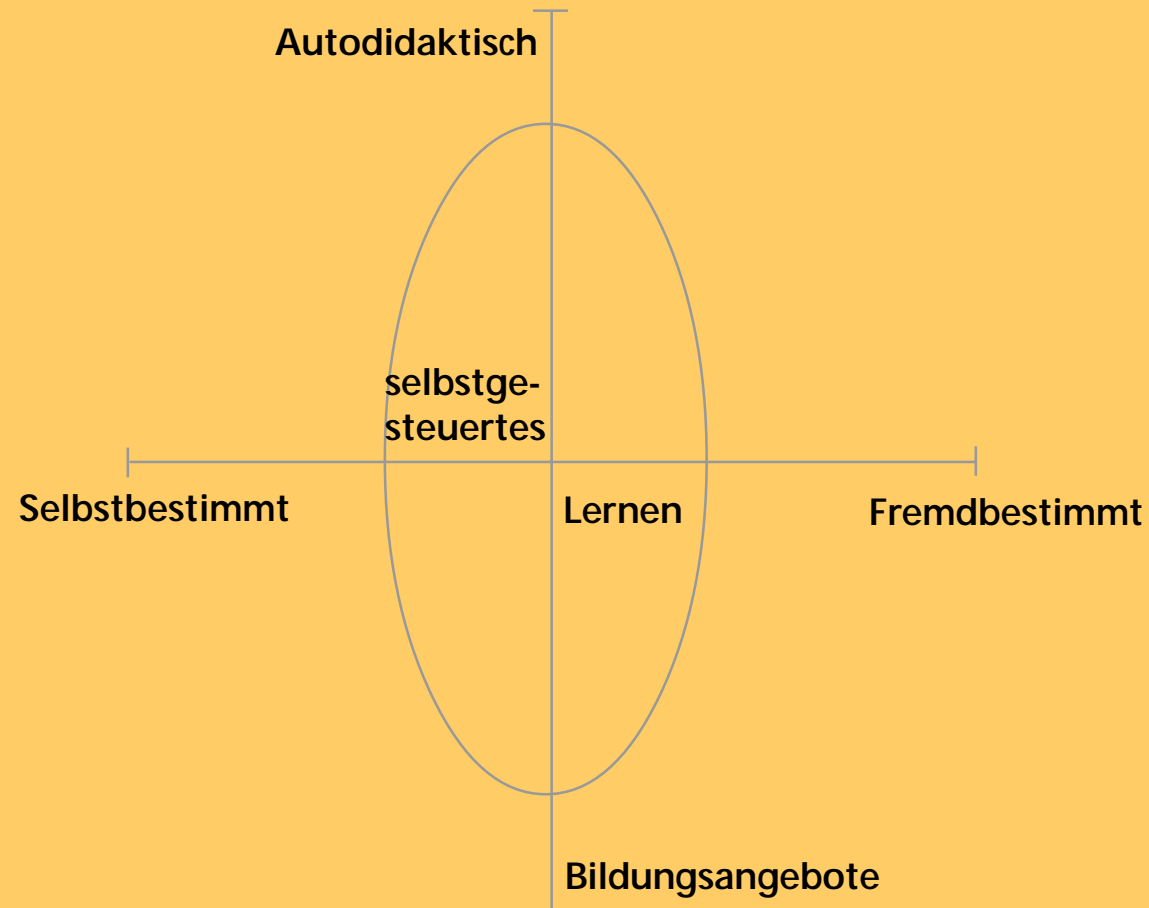 Autodidaktisch
selbstge-
steuertes
Selbstbestimmt
Lernen
Fremdbestimmt
Bildungsangebote